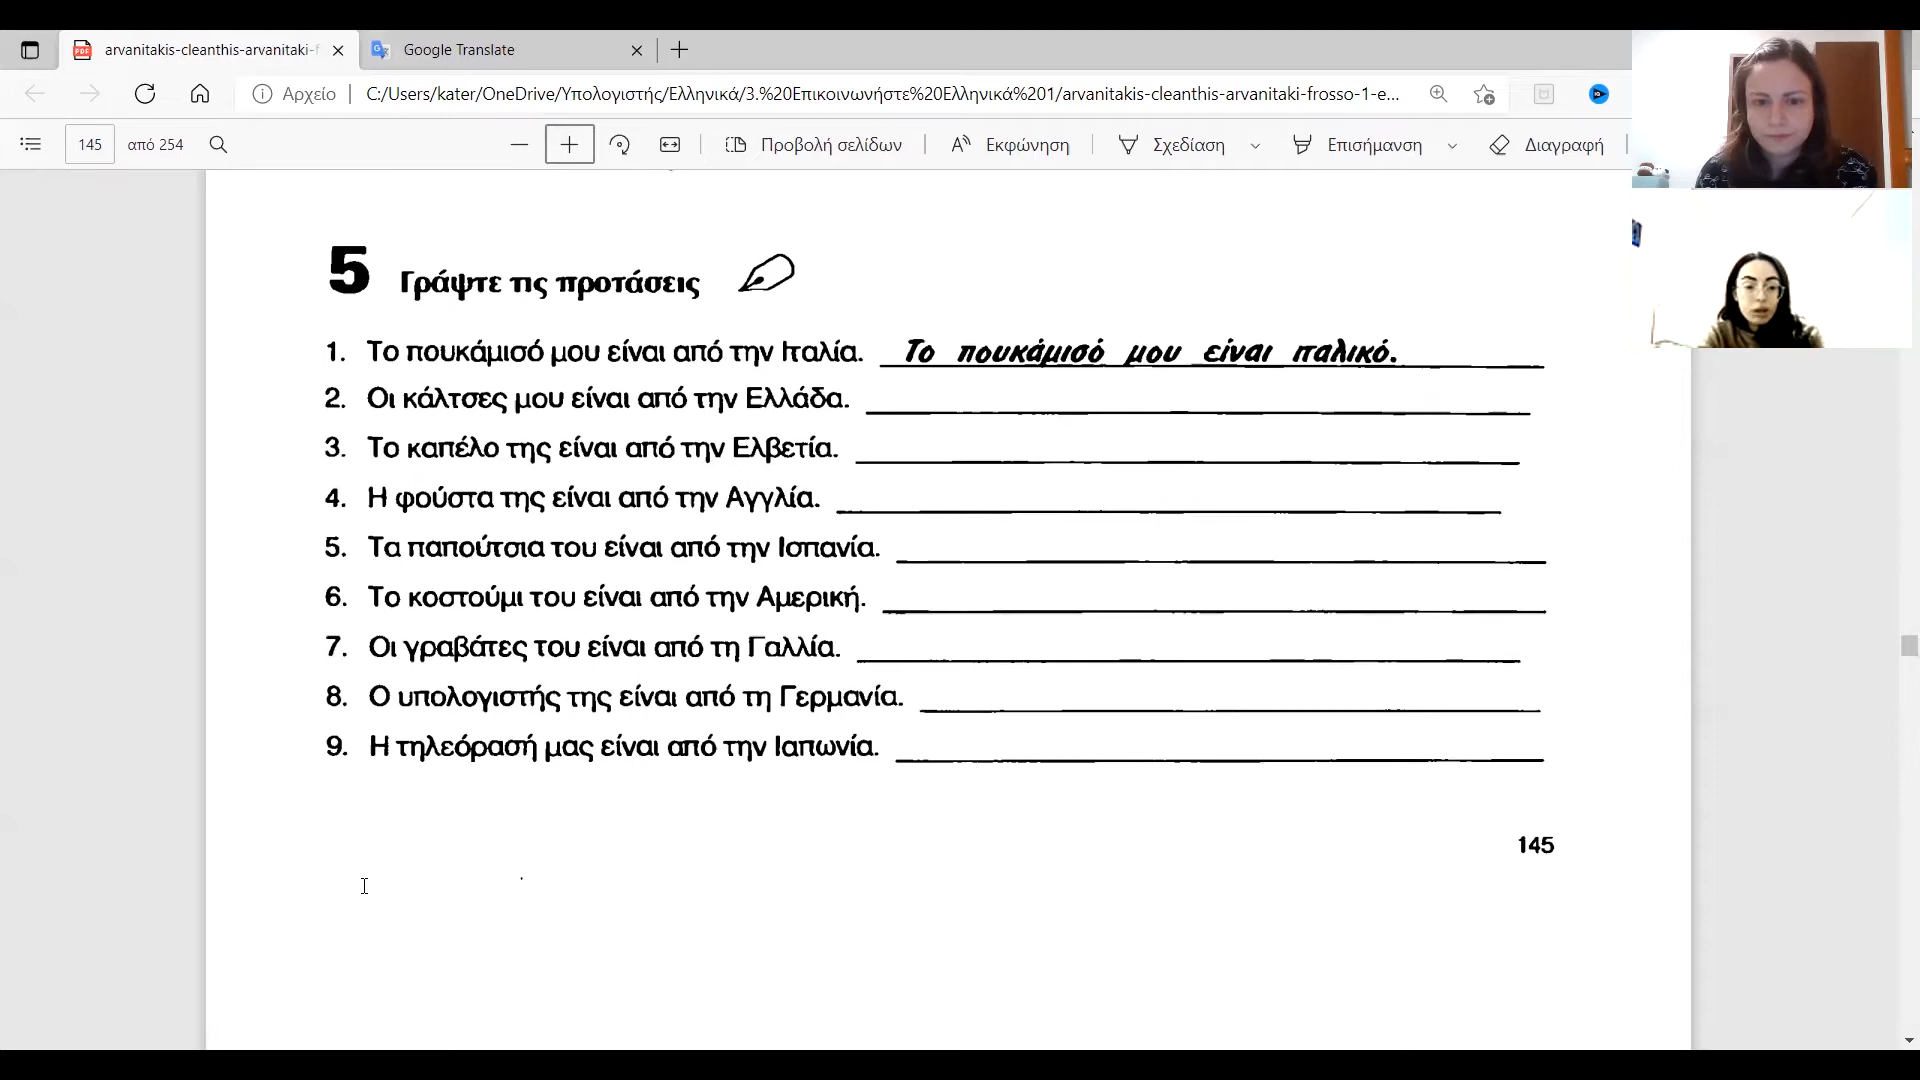 arvanitakis-cleanthis-arvanitaki-f
Google Translate
Αρχείο
C:/Users/kater/OneDrive/Υπολογιστής/Ελληνικά/3.%20Επικοινωνήστε%20Ελληνικά%201/arvanitakis-cleanthis-arvanitaki-frosso-1-e...
145 από 254 Προβολή σελίδων Εκφώνηση Σχεδίαση Επισήμανση Διαγραφή
5 Γράψτε τις προτάσεις
1. Το πουκάμισό μου είναι από την Ιταλία. Το πουκάμισό μου είναι ιταλικό.
2. Οι κάλτσες μου είναι από την Ελλάδα.
3. Το καπέλο της είναι από την Ελβετία.
4. Η φούστα της είναι από την Αγγλία.
5. Τα παπούτσια του είναι από την Ισπανία.
6. Το κοστούμι του είναι από την Αμερική.
7. Οι γραβάτες του είναι από τη Γαλλία.
8. Ο υπολογιστής της είναι από τη Γερμανία.
9. Η τηλεόρασή μας είναι από την Ιαπωνία.
145